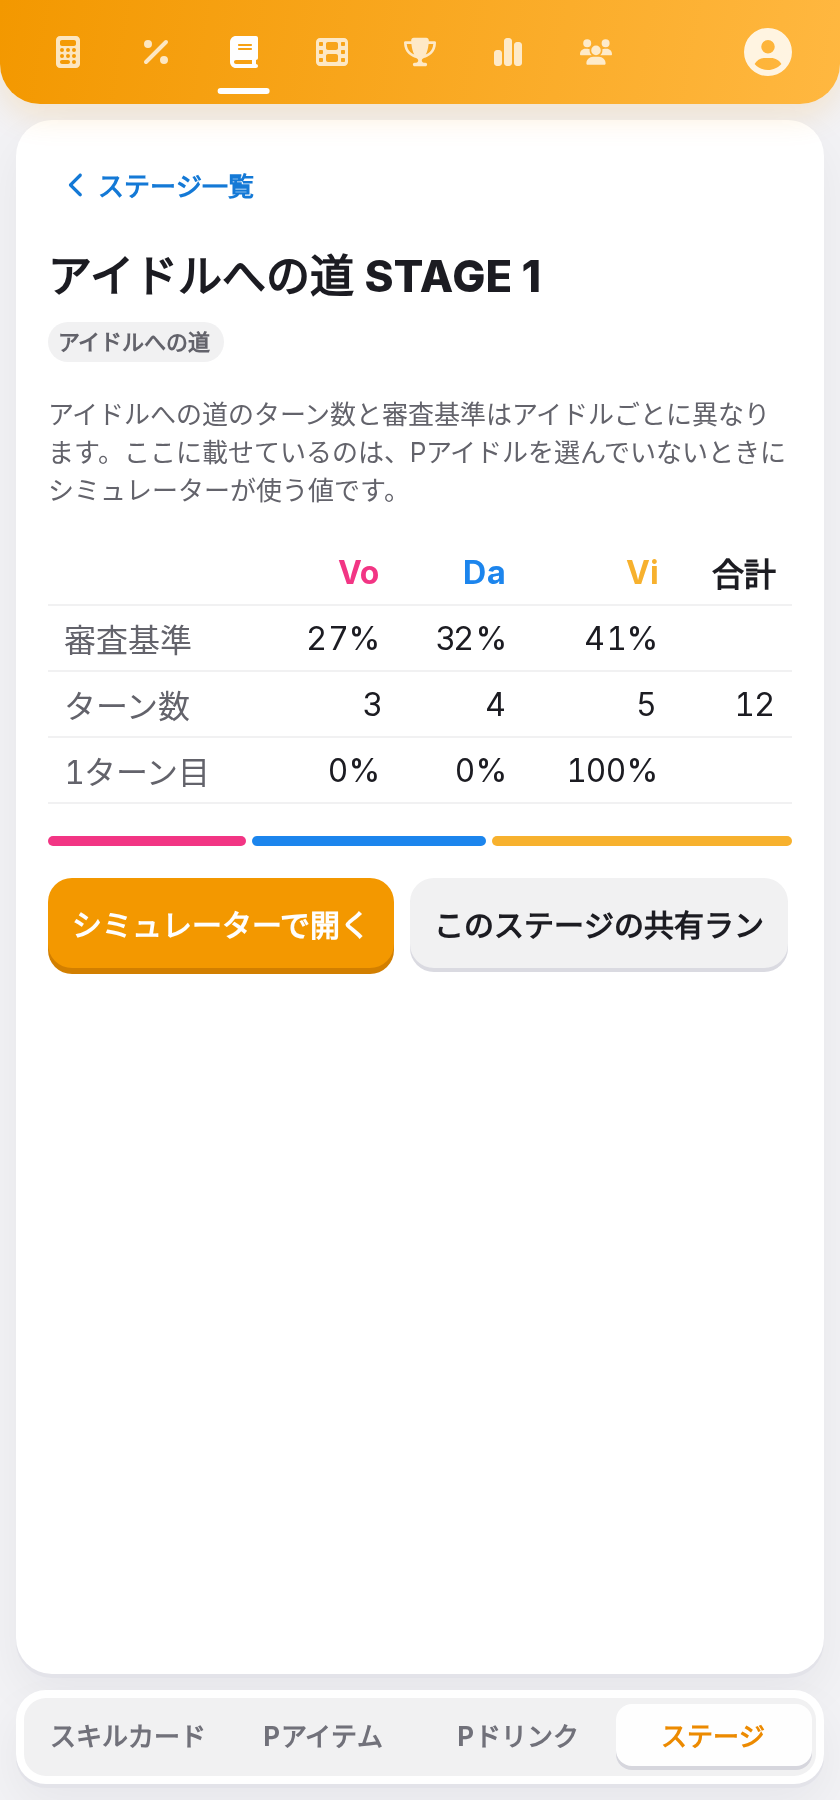 ステージ一覧
アイドルへの道 STAGE 1
アイドルへの道
アイドルへの道のターン数と審査基準はアイドルごとに異なり
ます。ここに載せているのは、Pアイドルを選んでいないときに
シミュレーターが使う値です。
Vo Da Vi 合計
審査基準 27% 32% 41%
ターン数 3 4 5 12
1ターン目 0% 0% 100%
シミュレーターで開く このステージの共有ラン
スキルカード Pアイテム Pドリンク ステージ